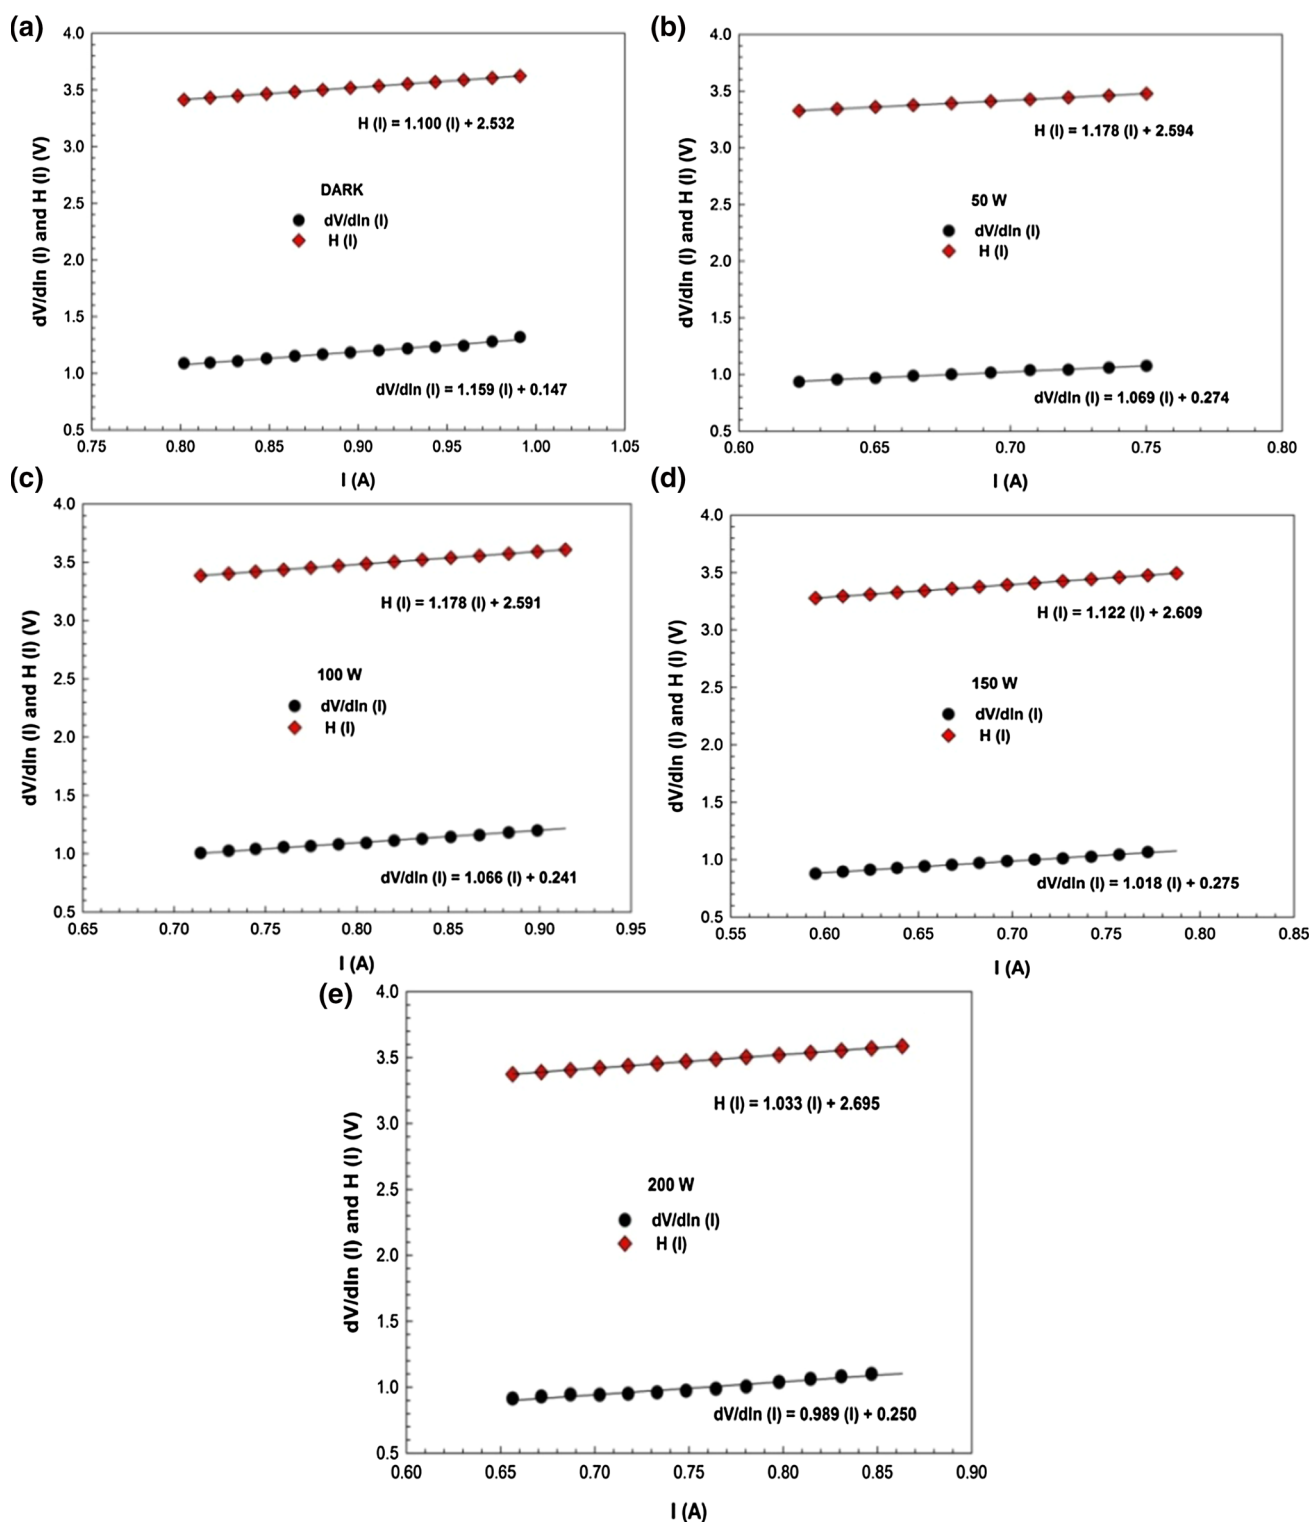 (a)
4.0
3.5
3.0
2.5
2.0
1.5
1.0
0.5
dV/dln (I) and H (I) (V)
H (I) = 1.100 (I) + 2.532
DARK
dV/dln (I)
H (I)
dV/dln (I) = 1.159 (I) + 0.147
0.75 0.80 0.85 0.90 0.95 1.00 1.05
I (A)
(b)
4.0
3.5
3.0
2.5
2.0
1.5
1.0
0.5
dV/dln (I) and H (I) (V)
H (I) = 1.178 (I) + 2.594
50 W
dV/dln (I)
H (I)
dV/dln (I) = 1.069 (I) + 0.274
0.60 0.65 0.70 0.75 0.80
I (A)
(c)
4.0
3.5
3.0
2.5
2.0
1.5
1.0
0.5
dV/dln (I) and H (I) (V)
H (I) = 1.178 (I) + 2.591
100 W
dV/dln (I)
H (I)
dV/dln (I) = 1.066 (I) + 0.241
0.65 0.70 0.75 0.80 0.85 0.90 0.95
I (A)
(d)
4.0
3.5
3.0
2.5
2.0
1.5
1.0
0.5
dV/dln (I) and H (I) (V)
H (I) = 1.122 (I) + 2.609
150 W
dV/dln (I)
H (I)
dV/dln (I) = 1.018 (I) + 0.275
0.55 0.60 0.65 0.70 0.75 0.80 0.85
I (A)
(e)
4.0
3.5
3.0
2.5
2.0
1.5
1.0
0.5
dV/dln (I) and H (I) (V)
H (I) = 1.033 (I) + 2.695
200 W
dV/dln (I)
H (I)
dV/dln (I) = 0.989 (I) + 0.250
0.60 0.65 0.70 0.75 0.80 0.85 0.90
I (A)